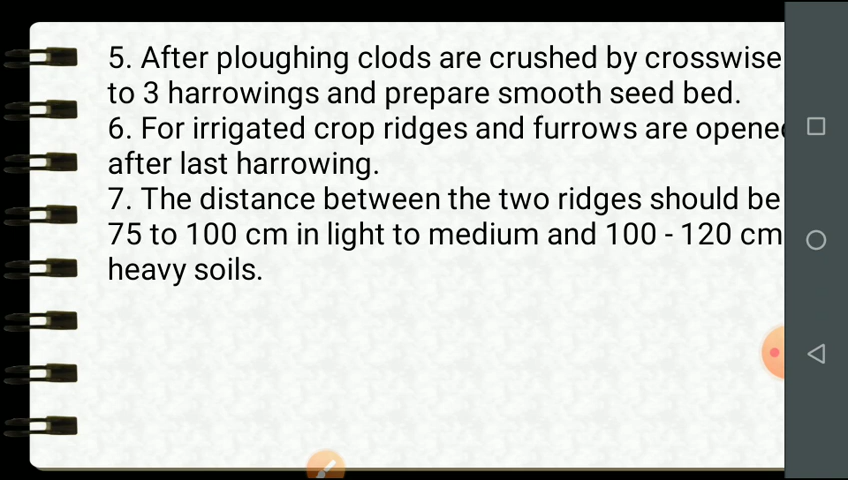 5. After ploughing clods are crushed by crosswise
to 3 harrowings and prepare smooth seed bed.
6. For irrigated crop ridges and furrows are opened
after last harrowing.
7. The distance between the two ridges should be
75 to 100 cm in light to medium and 100 - 120 cm
heavy soils.